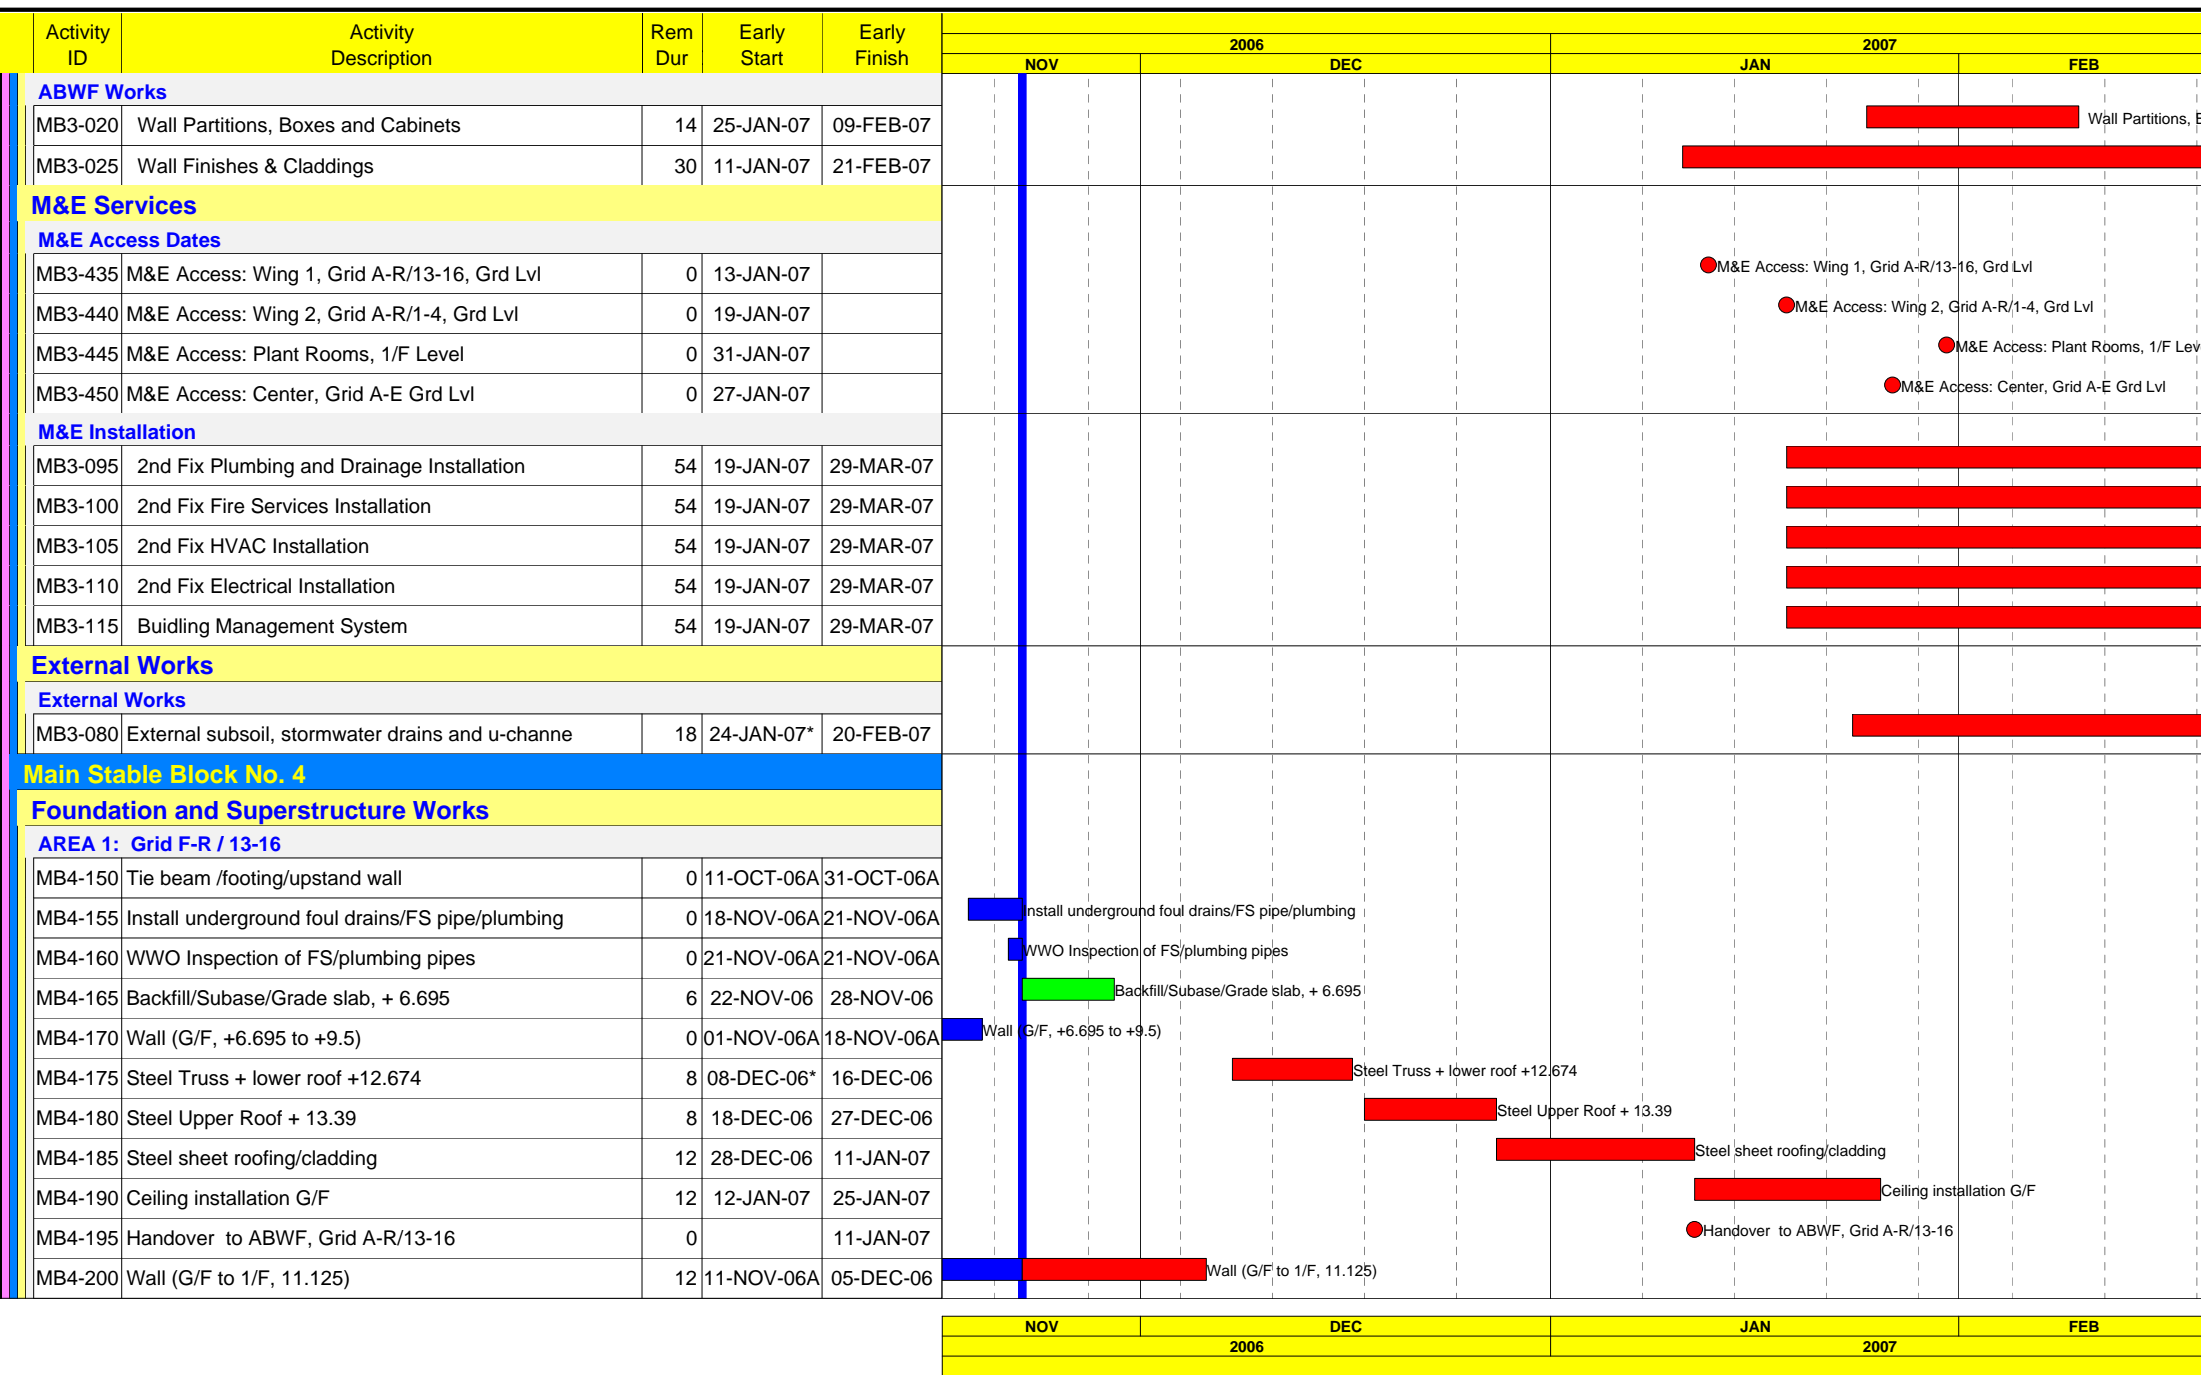 Activity Activity Rem Early Early
ID Description Dur Start Finish
2006 2007
NOV DEC JAN FEB
ABWF Works
MB3-020 Wall Partitions, Boxes and Cabinets 14 25-JAN-07 09-FEB-07 Wall Partitions,
MB3-025 Wall Finishes & Claddings 30 11-JAN-07 21-FEB-07
M&E Services
M&E Access Dates
MB3-435 M&E Access: Wing 1, Grid A-R/13-16, Grd Lvl 0 13-JAN-07 M&E Access: Wing 1, Grid A-R/13-16, Grd Lvl
MB3-440 M&E Access: Wing 2, Grid A-R/1-4, Grd Lvl 0 19-JAN-07 M&E Access: Wing 2, Grid A-R/1-4, Grd Lvl
MB3-445 M&E Access: Plant Rooms, 1/F Level 0 31-JAN-07 M&E Access: Plant Rooms, 1/F Lev
MB3-450 M&E Access: Center, Grid A-E Grd Lvl 0 27-JAN-07 M&E Access: Center, Grid A-E Grd Lvl
M&E Installation
MB3-095 2nd Fix Plumbing and Drainage Installation 54 19-JAN-07 29-MAR-07
MB3-100 2nd Fix Fire Services Installation 54 19-JAN-07 29-MAR-07
MB3-105 2nd Fix HVAC Installation 54 19-JAN-07 29-MAR-07
MB3-110 2nd Fix Electrical Installation 54 19-JAN-07 29-MAR-07
MB3-115 Buidling Management System 54 19-JAN-07 29-MAR-07
External Works
External Works
MB3-080 External subsoil, stormwater drains and u-channe 18 24-JAN-07* 20-FEB-07
Main Stable Block No. 4
Foundation and Superstructure Works
AREA 1: Grid F-R / 13-16
MB4-150 Tie beam /footing/upstand wall 0 11-OCT-06A 31-OCT-06A
MB4-155 Install underground foul drains/FS pipe/plumbing 0 18-NOV-06A 21-NOV-06A Install underground foul drains/FS pipe/plumbing
MB4-160 WWO Inspection of FS/plumbing pipes 0 21-NOV-06A 21-NOV-06A WWO Inspection of FS/plumbing pipes
MB4-165 Backfill/Subase/Grade slab, + 6.695 6 22-NOV-06 28-NOV-06 Backfill/Subase/Grade slab, + 6.695
MB4-170 Wall (G/F, +6.695 to +9.5) 0 01-NOV-06A 18-NOV-06A Wall (G/F, +6.695 to +9.5)
MB4-175 Steel Truss + lower roof +12.674 8 08-DEC-06* 16-DEC-06 Steel Truss + lower roof +12.674
MB4-180 Steel Upper Roof + 13.39 8 18-DEC-06 27-DEC-06 Steel Upper Roof + 13.39
MB4-185 Steel sheet roofing/cladding 12 28-DEC-06 11-JAN-07 Steel sheet roofing/cladding
MB4-190 Ceiling installation G/F 12 12-JAN-07 25-JAN-07 Ceiling installation G/F
MB4-195 Handover to ABWF, Grid A-R/13-16 0 11-JAN-07 Handover to ABWF, Grid A-R/13-16
MB4-200 Wall (G/F to 1/F, 11.125) 12 11-NOV-06A 05-DEC-06 Wall (G/F to 1/F, 11.125)
NOV DEC JAN FEB
2006 2007